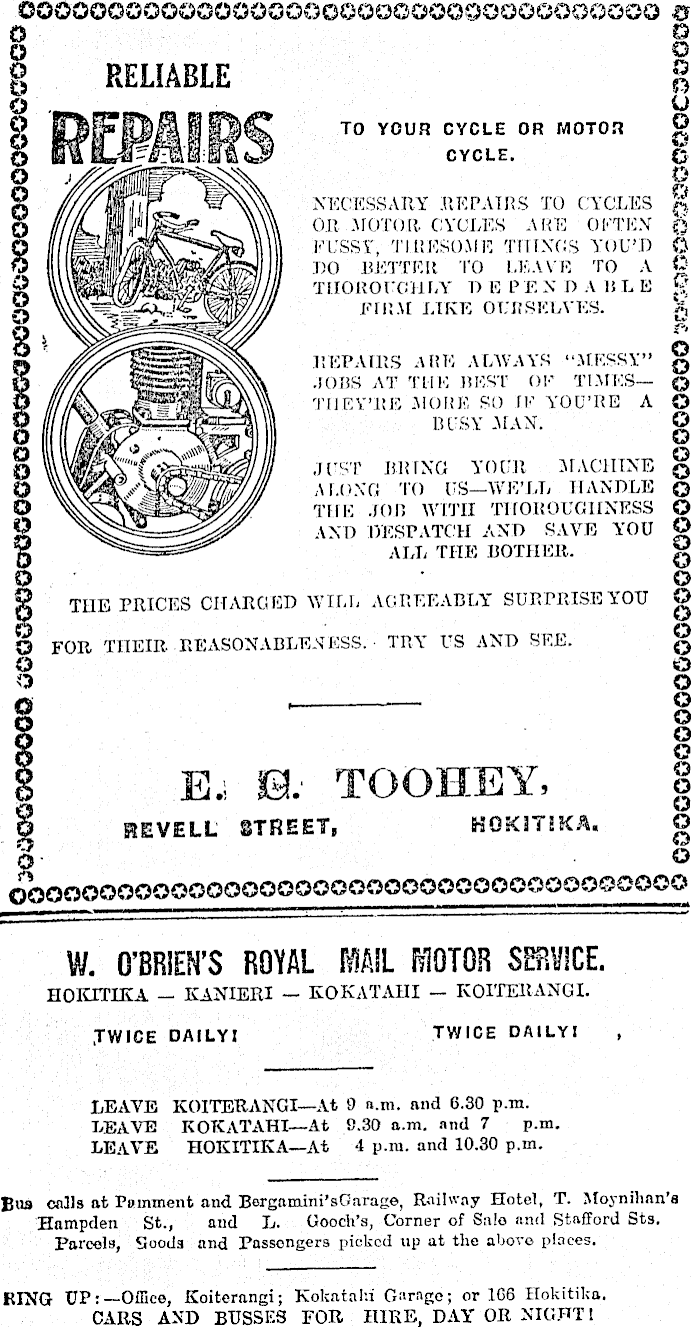 RELIABLE
REPAIRS
TO YOUR CYCLE OR MOTOR
CYCLE.
NECESSARY REPAIRS TO CYCLES
OR MOTOR CYCLES ARE OFTEN
FUSSY, TIRESOME THINGS YOU'D
DO BETTER TO LEAVE TO A
THOROUGHLY DEPENDABLE
FIRM LIKE OURSELVES.
REPAIRS ARE ALWAYS "MESSY"
JOBS AT THE BEST OF TIMES—
THEY'RE MORE SO IF YOU'RE A
BUSY MAN.
JUST BRING YOUR MACHINE
ALONG TO US—WE'LL HANDLE
THE JOB WITH THOROUGHNESS
AND DESPATCH AND SAVE YOU
ALL THE BOTHER.
THE PRICES CHARGED WILL AGREEABLY SURPRISE YOU
FOR THEIR REASONABLENESS. TRY US AND SEE.
E. TOOHEY,
REVELL STREET, HOKITIKA.
W. O'BRIEN'S ROYAL MAIL MOTOR SERVICE.
HOKITIKA — KANIERI — KOKATAHI — KOITERANGI.
TWICE DAILY! TWICE DAILY!
LEAVE KOITERANGI—At 9 a.m. and 6.30 p.m.
LEAVE KOKATAHI—At 9.30 a.m. and 7 p.m.
LEAVE HOKITIKA—At 4 p.m. and 10.30 p.m.
Bus calls at Pamment and Bergamini'sGarage, Railway Hotel, T. Moynihan's
Hampden St., and L. Gooch's, Corner of Sale and Stafford Sts.
Parcels, Goods and Passengers picked up at the above places.
RING UP:—Office, Koiterangi; Kokatahi Garage; or 166 Hokitika.
CARS AND BUSSES FOR HIRE, DAY OR NIGHT!